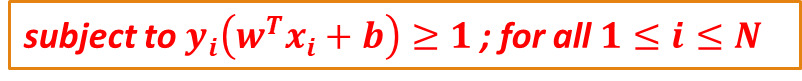 subject to yᵢ(wᵀxᵢ + b) ≥ 1 ; for all 1 ≤ i ≤ N